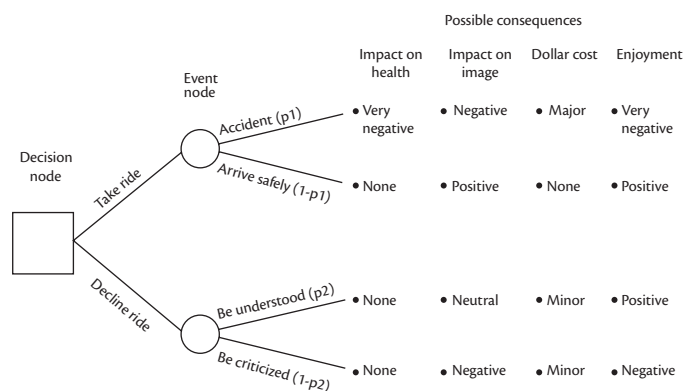 Possible consequences
Impact on health
Impact on image
Dollar cost
Enjoyment
Event node
Decision node
Accident (p1)
• Very negative
• Negative
• Major
• Very negative
Take ride
Arrive safely (1-p1)
• None
• Positive
• None
• Positive
Decline ride
Be understood (p2)
• None
• Neutral
• Minor
• Positive
Be criticized (1-p2)
• None
• Negative
• Minor
• Negative